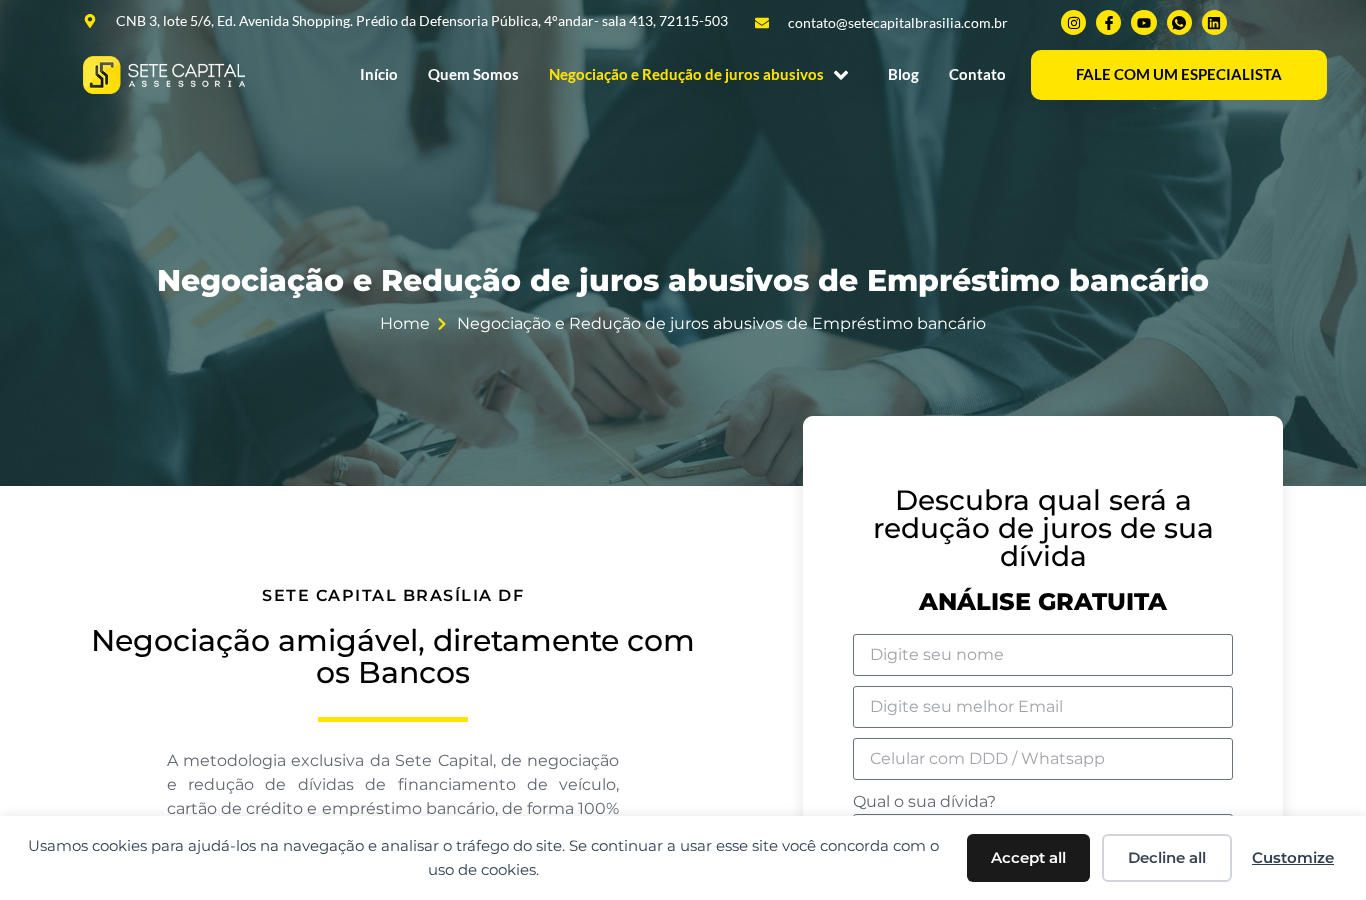 CNB 3, lote 5/6, Ed. Avenida Shopping. Prédio da Defensoria Pública, 4°andar- sala 413, 72115-503
contato@setecapitalbrasilia.com.br
SETE CAPITAL
ASSESSORIA
Início
Quem Somos
Negociação e Redução de juros abusivos
Blog
Contato
FALE COM UM ESPECIALISTA
Negociação e Redução de juros abusivos de Empréstimo bancário
Home
Negociação e Redução de juros abusivos de Empréstimo bancário
SETE CAPITAL BRASÍLIA DF
Negociação amigável, diretamente com
os Bancos
A metodologia exclusiva da Sete Capital, de negociação
e redução de dívidas de financiamento de veículo,
cartão de crédito e empréstimo bancário, de forma 100%
Descubra qual será a
redução de juros de sua
dívida
ANÁLISE GRATUITA
Digite seu nome
Digite seu melhor Email
Celular com DDD / Whatsapp
Qual o sua dívida?
Usamos cookies para ajudá-los na navegação e analisar o tráfego do site. Se continuar a usar esse site você concorda com o
uso de cookies.
Accept all
Decline all
Customize